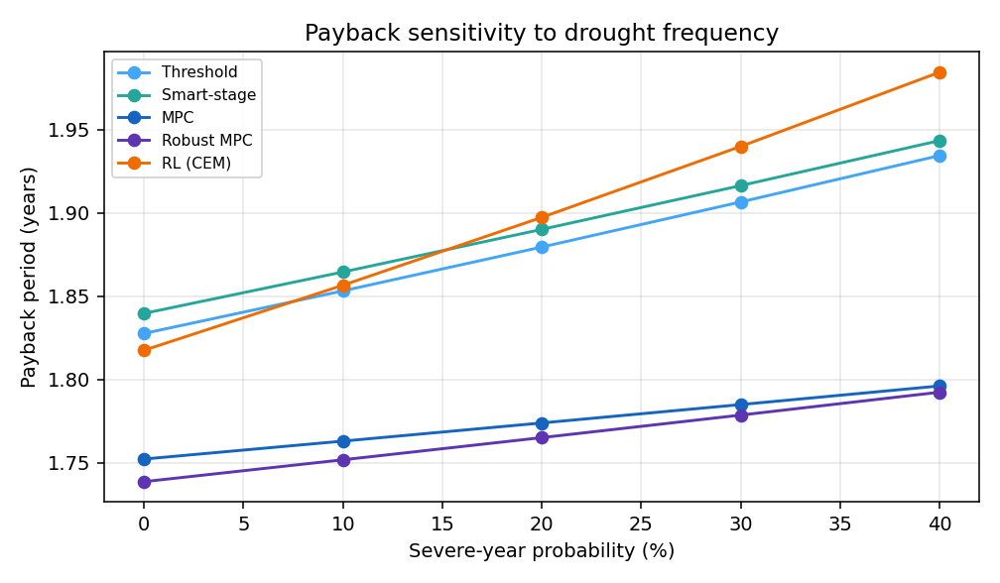 Payback sensitivity to drought frequency
Threshold
Smart-stage
MPC
Robust MPC
RL (CEM)
Payback period (years)
1.95
1.90
1.85
1.80
1.75
0 5 10 15 20 25 30 35 40
Severe-year probability (%)